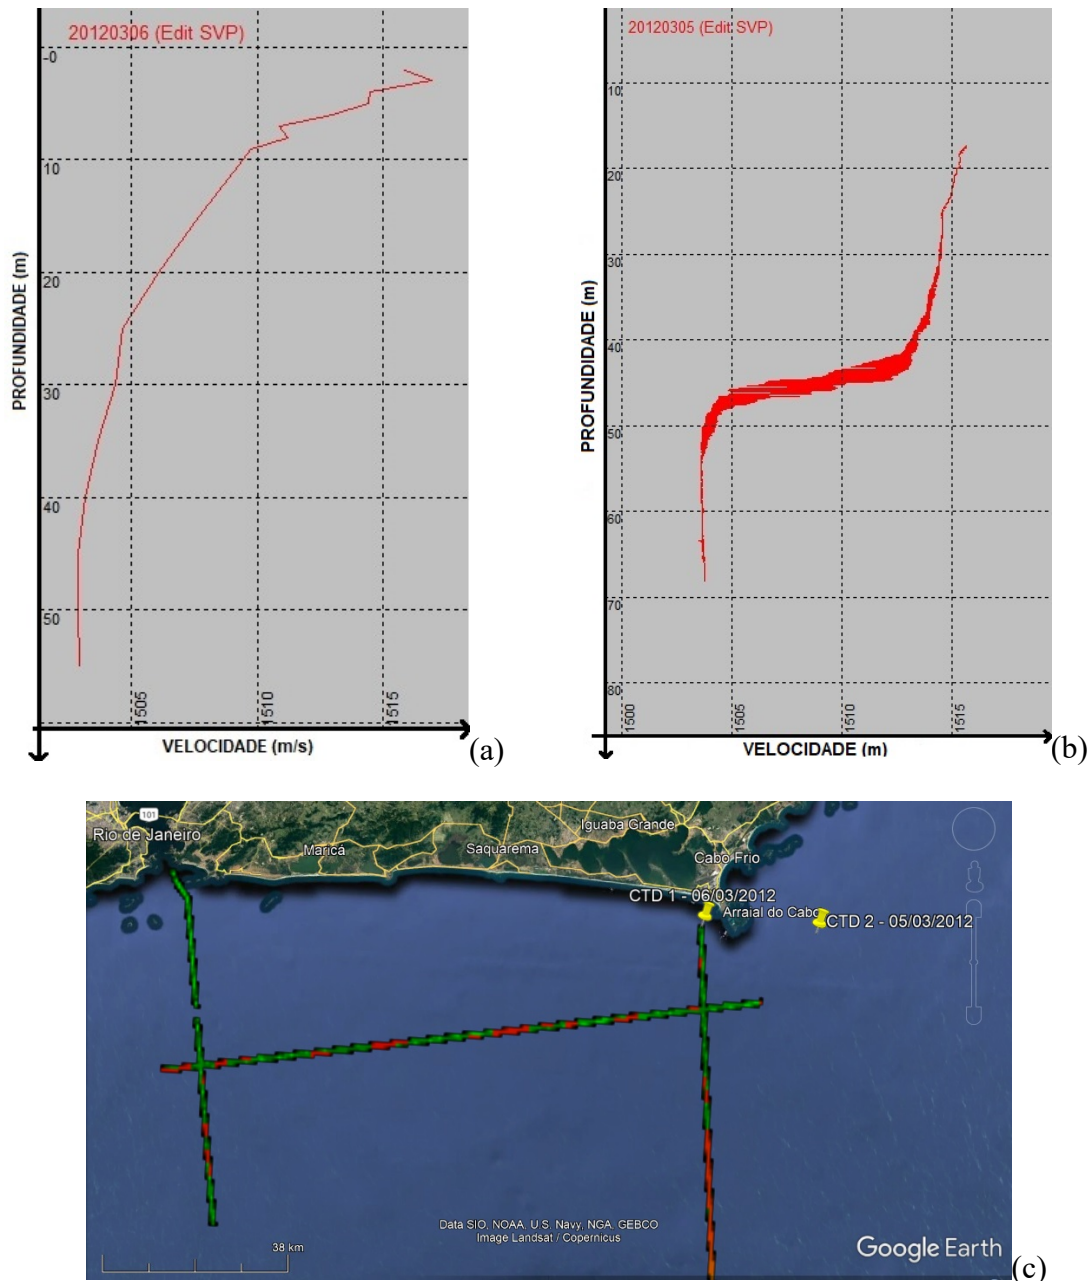 20120306 (Edit SVP)
-0
10
20
30
40
50
1505
1510
1515
PROFUNDIDADE (m)
VELOCIDADE (m/s)
(a)
20120305 (Edit SVP)
10
20
30
40
50
60
70
80
1500
1505
1510
1515
PROFUNDIDADE (m)
VELOCIDADE (m)
(b)
101
Rio de Janeiro
Maricá
Saquarema
Iguaba Grande
Cabo Frio
CTD 1 - 06/03/2012
Arraial do Cabo
CTD 2 - 05/03/2012
38 km
Data SIO, NOAA, U.S. Navy, NGA, GEBCO
Image Landsat / Copernicus
Google Earth
(c)